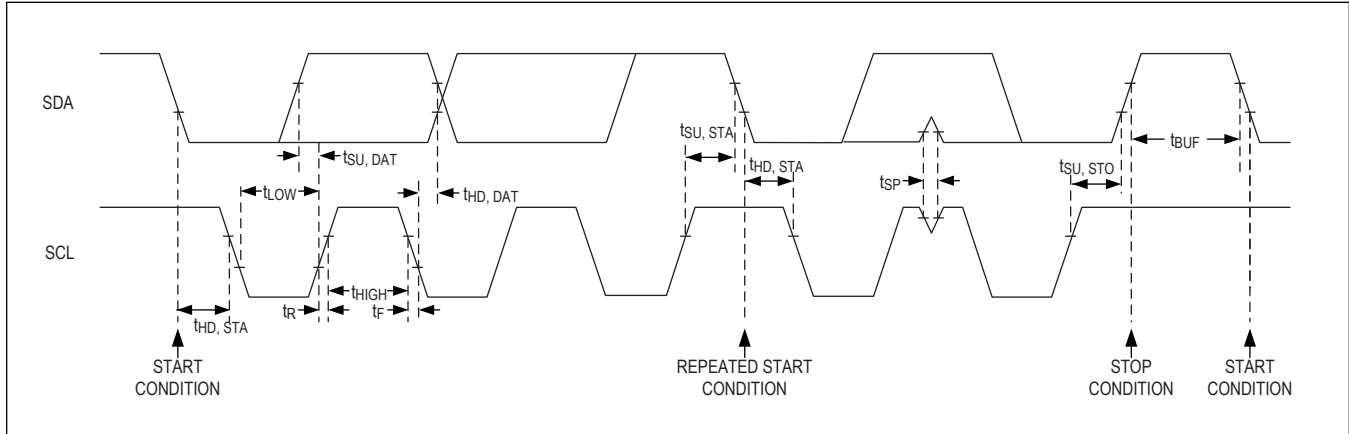 SDA
tSU, DAT
tLOW
tHD, DAT
tSU, STA
tHD, STA
tSP
tSU, STO
tBUF
SCL
tHD, STA
tR
tHIGH
tF
START
CONDITION
REPEATED START
CONDITION
STOP
CONDITION
START
CONDITION